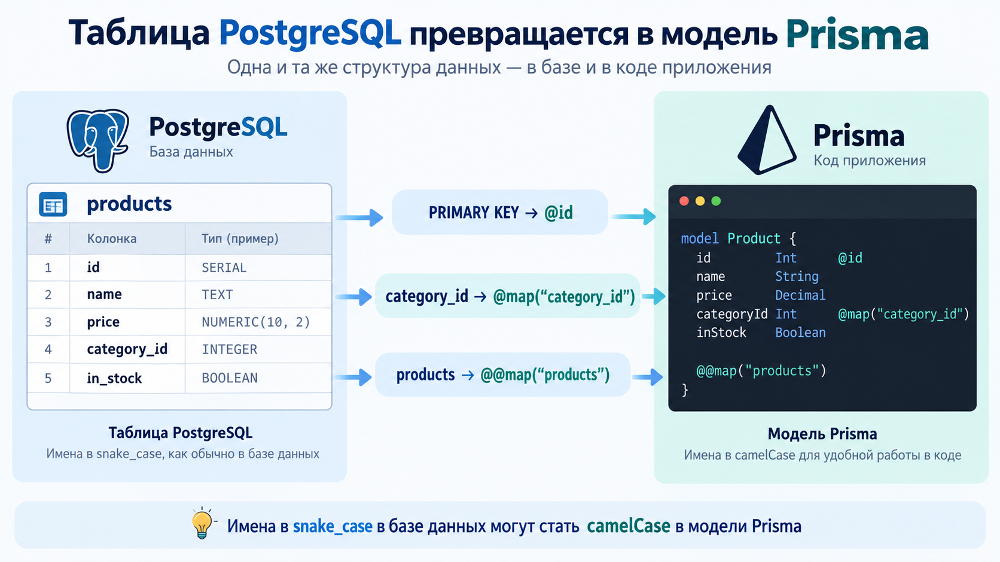 Таблица PostgreSQL превращается в модель Prisma
Одна и та же структура данных — в базе и в коде приложения
PostgreSQL
База данных
products
# Колонка Тип (пример)
1 id SERIAL
2 name TEXT
3 price NUMERIC(10, 2)
4 category_id INTEGER
5 in_stock BOOLEAN
Таблица PostgreSQL
Имена в snake_case, как обычно в базе данных
PRIMARY KEY → @id
category_id → @map(“category_id”)
products → @@map(“products”)
Prisma
Код приложения
model Product {
id Int @id
name String
price Decimal
categoryId Int @map("category_id")
inStock Boolean
@@map("products")
}
Модель Prisma
Имена в camelCase для удобной работы в коде
Имена в snake_case в базе данных могут стать camelCase в модели Prisma